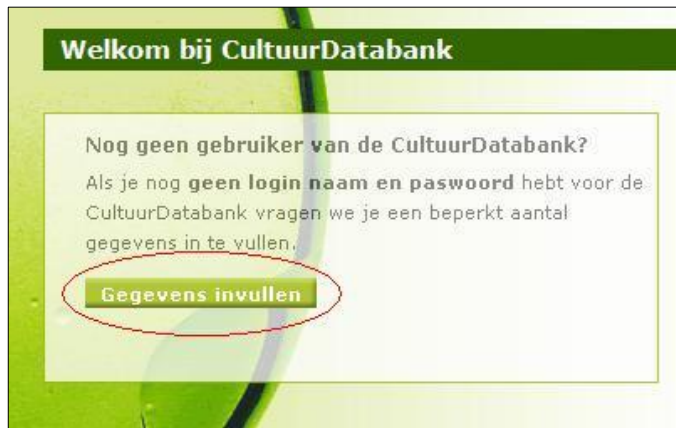 Welkom bij CultuurDatabank
Nog geen gebruiker van de CultuurDatabank?
Als je nog geen login naam en paswoord hebt voor de
CultuurDatabank vragen we je een beperkt aantal
gegevens in te vullen.
Gegevens invullen